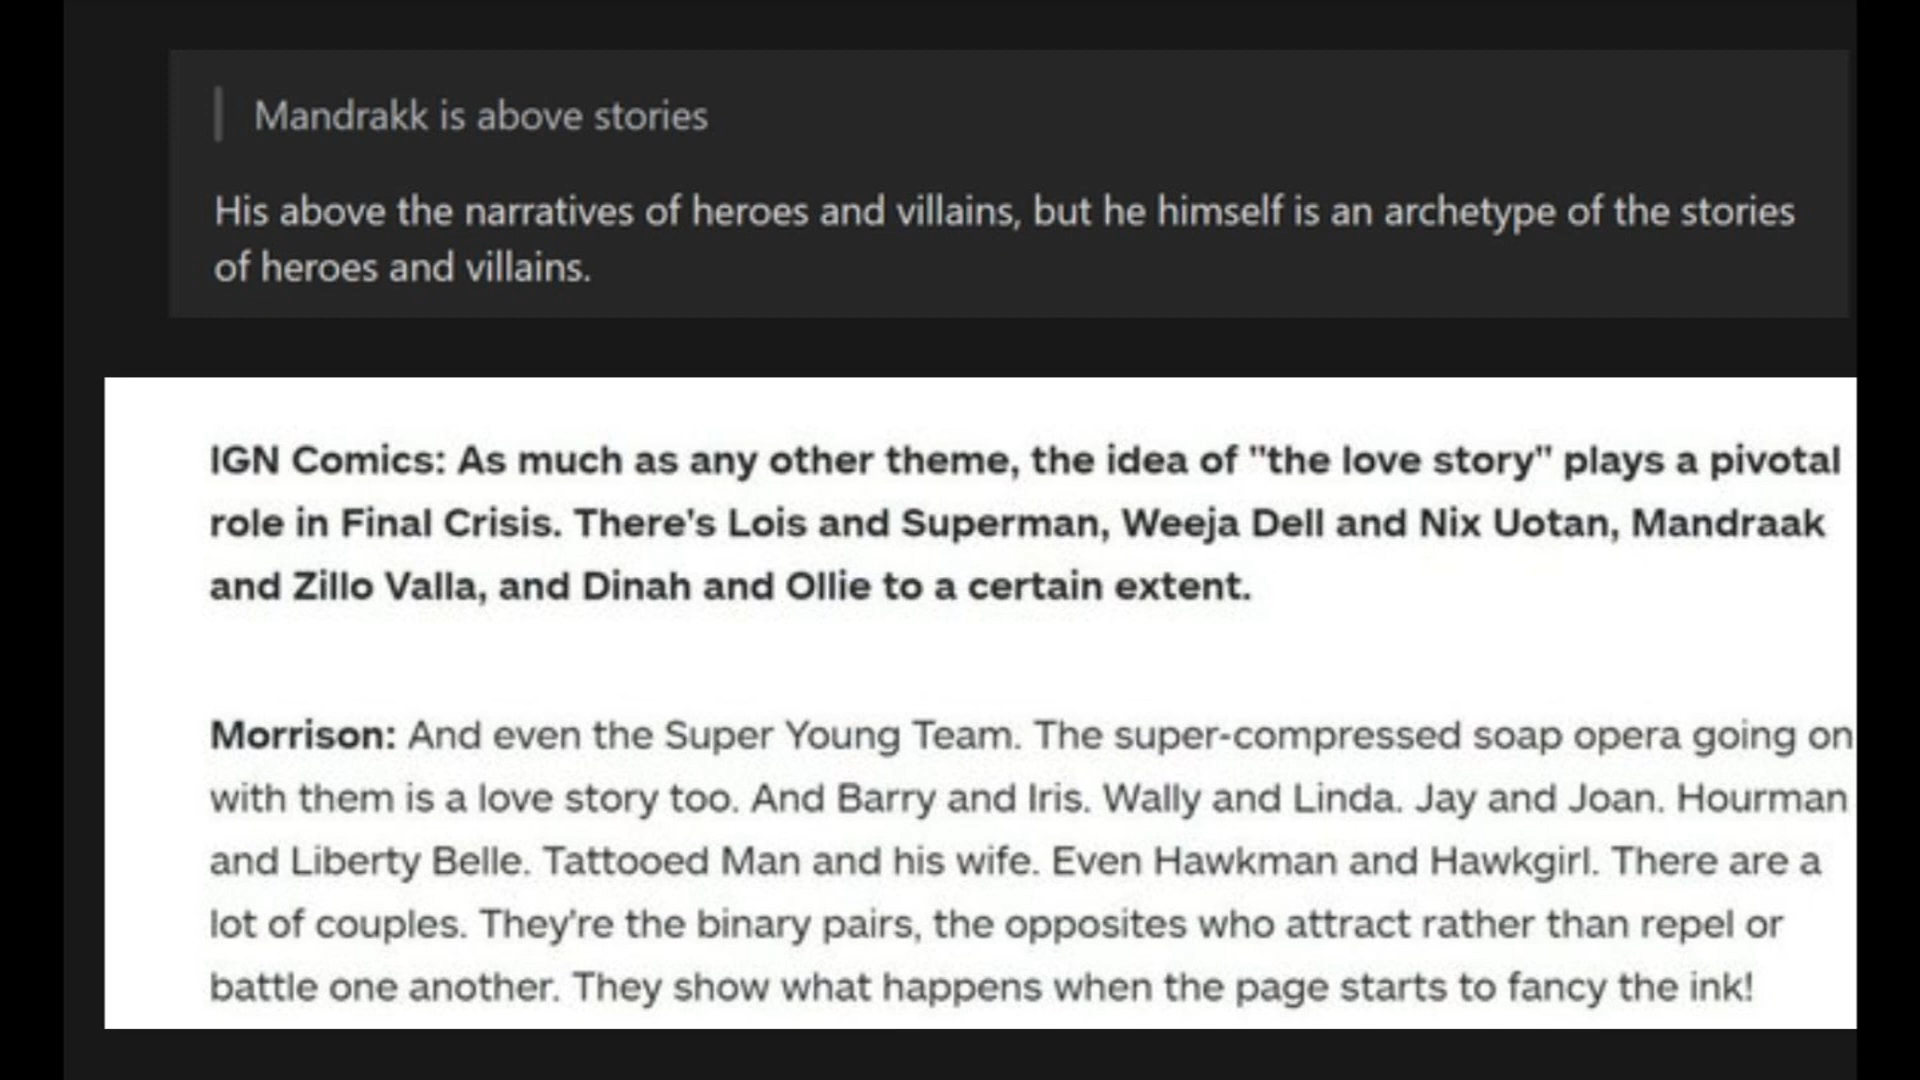 Mandrakk is above stories
His above the narratives of heroes and villains, but he himself is an archetype of the stories
of heroes and villains.
IGN Comics: As much as any other theme, the idea of "the love story" plays a pivotal
role in Final Crisis. There's Lois and Superman, Weeja Dell and Nix Uotan, Mandraak
and Zillo Valla, and Dinah and Ollie to a certain extent.
Morrison: And even the Super Young Team. The super-compressed soap opera going on
with them is a love story too. And Barry and Iris. Wally and Linda. Jay and Joan. Hourman
and Liberty Belle. Tattooed Man and his wife. Even Hawkman and Hawkgirl. There are a
lot of couples. They're the binary pairs, the opposites who attract rather than repel or
battle one another. They show what happens when the page starts to fancy the ink!